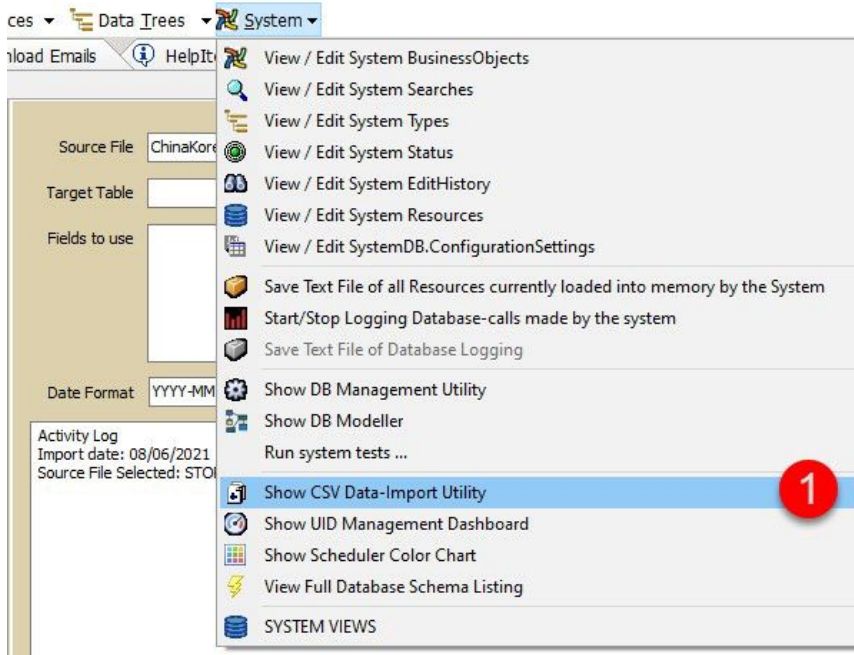 ces Data Trees System
nload Emails HelpIte
View / Edit System BusinessObjects
View / Edit System Searches
View / Edit System Types
View / Edit System Status
View / Edit System EditHistory
View / Edit System Resources
View / Edit SystemDB.ConfigurationSettings
Save Text File of all Resources currently loaded into memory by the System
Start/Stop Logging Database-calls made by the system
Save Text File of Database Logging
Show DB Management Utility
Show DB Modeller
Run system tests ...
Show CSV Data-Import Utility 1
Show UID Management Dashboard
Show Scheduler Color Chart
View Full Database Schema Listing
SYSTEM VIEWS
Source File ChinaKore
Target Table
Fields to use
Date Format YYYY-MM
Activity Log
Import date: 08/06/2021
Source File Selected: STO